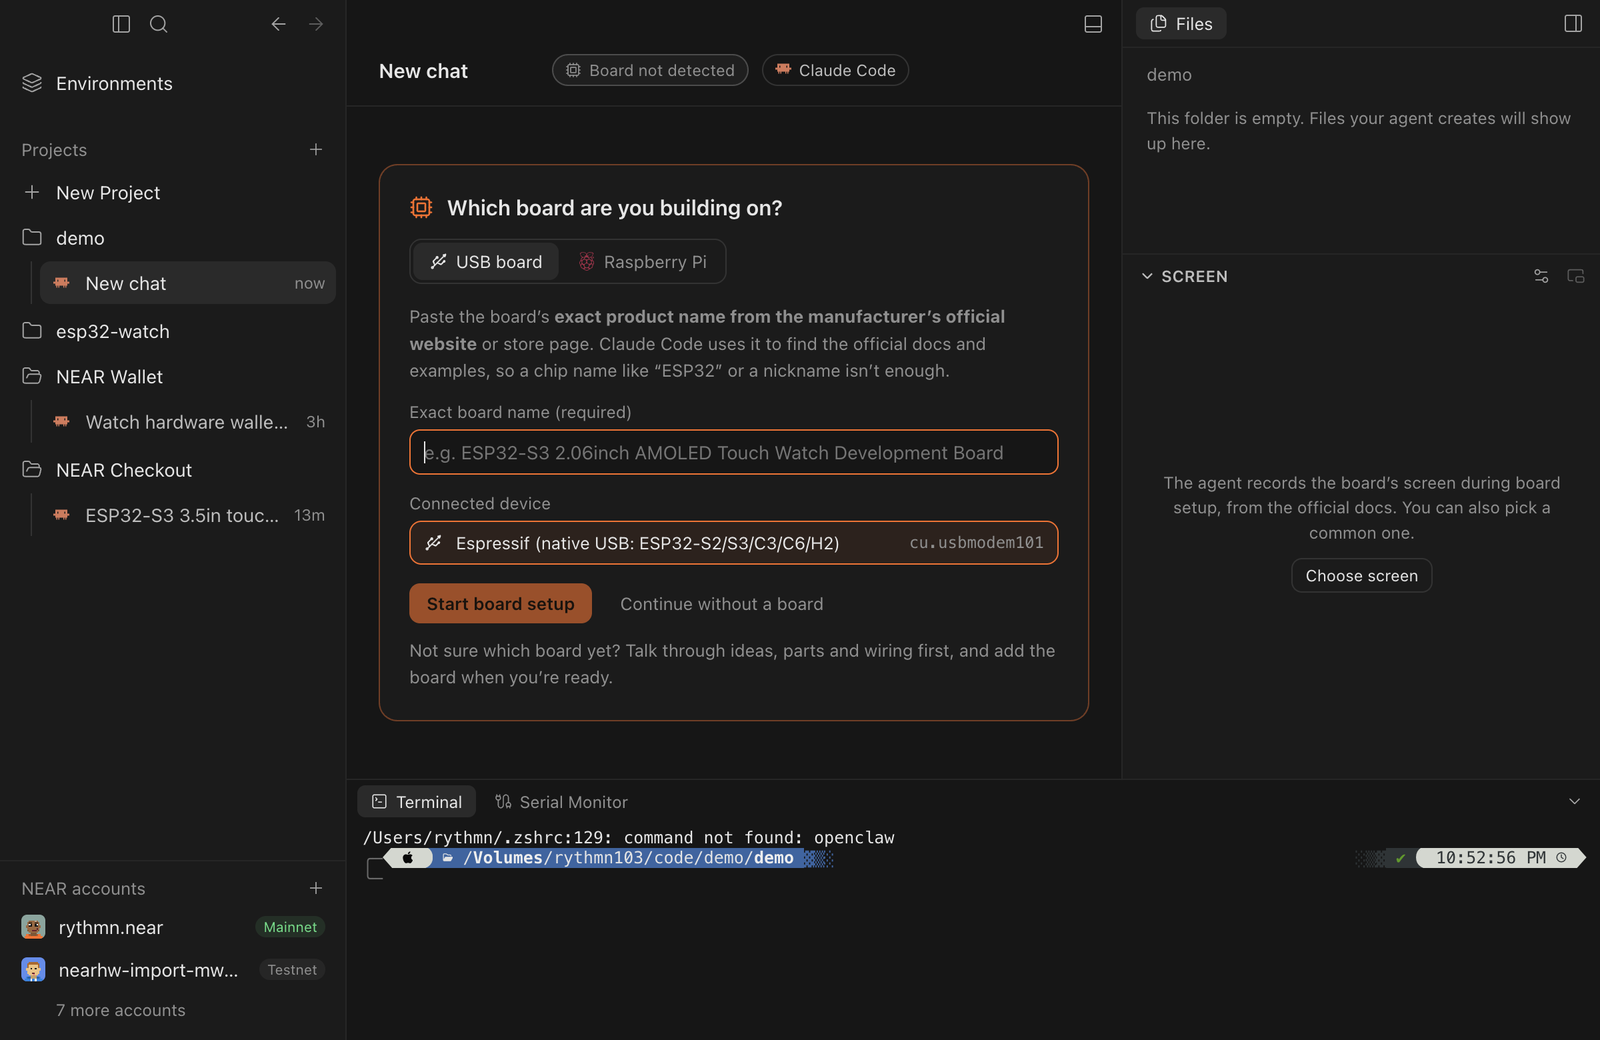 Environments
Projects
New Project
demo
New chat now
esp32-watch
NEAR Wallet
Watch hardware walle... 3h
NEAR Checkout
ESP32-S3 3.5in touc... 13m
NEAR accounts
rythmn.near Mainnet
nearhw-import-mw... Testnet
7 more accounts
New chat
Board not detected
Claude Code
Which board are you building on?
USB board
Raspberry Pi
Paste the board's exact product name from the manufacturer's official
website or store page. Claude Code uses it to find the official docs and
examples, so a chip name like “ESP32” or a nickname isn't enough.
Exact board name (required)
e.g. ESP32-S3 2.06inch AMOLED Touch Watch Development Board
Connected device
Espressif (native USB: ESP32-S2/S3/C3/C6/H2) cu.usbmodem101
Start board setup
Continue without a board
Not sure which board yet? Talk through ideas, parts and wiring first, and add the
board when you're ready.
Files
demo
This folder is empty. Files your agent creates will show
up here.
SCREEN
The agent records the board's screen during board
setup, from the official docs. You can also pick a
common one.
Choose screen
Terminal
Serial Monitor
/Users/rythmn/.zshrc:129: command not found: openclaw
/Volumes/rythmn103/code/demo/demo
✔ 10:52:56 PM